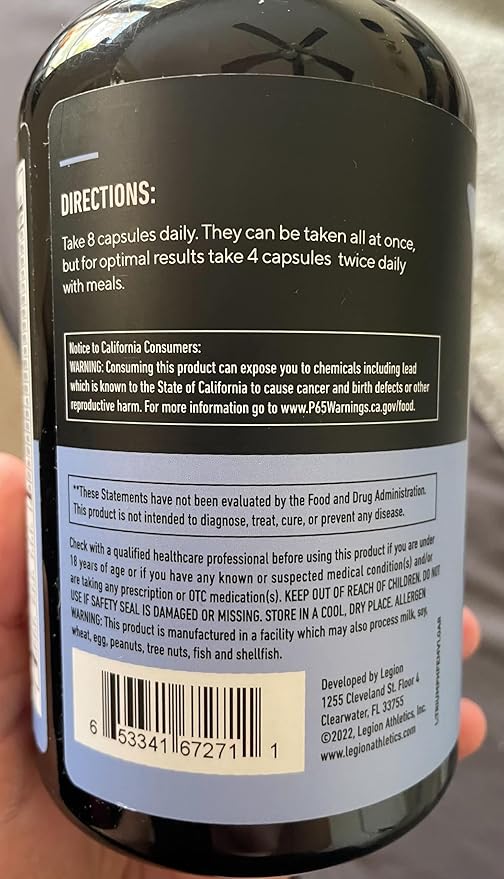 DIRECTIONS:
Take 8 capsules daily. They can be taken all at once,
but for optimal results take 4 capsules twice daily
with meals.
Notice to California Consumers:
WARNING: Consuming this product can expose you to chemicals including lead
which is known to the State of California to cause cancer and birth defects or other
reproductive harm. For more information go to www.P65Warnings.ca.gov/food.
**These Statements have not been evaluated by the Food and Drug Administration.
This product is not intended to diagnose, treat, cure, or prevent any disease.
Check with a qualified healthcare professional before using this product if you are under
18 years of age or if you have any known or suspected medical condition(s) and/or
are taking any prescription or OTC medication(s). KEEP OUT OF REACH OF CHILDREN. DO NOT
USE IF SAFETY SEAL IS DAMAGED OR MISSING. STORE IN A COOL, DRY PLACE. ALLERGEN
WARNING: This product is manufactured in a facility which may also process milk, soy,
wheat, egg, peanuts, tree nuts, fish and shellfish.
6 53341 67271 1
Developed by Legion
1255 Cleveland St. Floor 4
Clearwater, FL 33755
©2022, Legion Athletics, Inc.
www.legionathletics.com